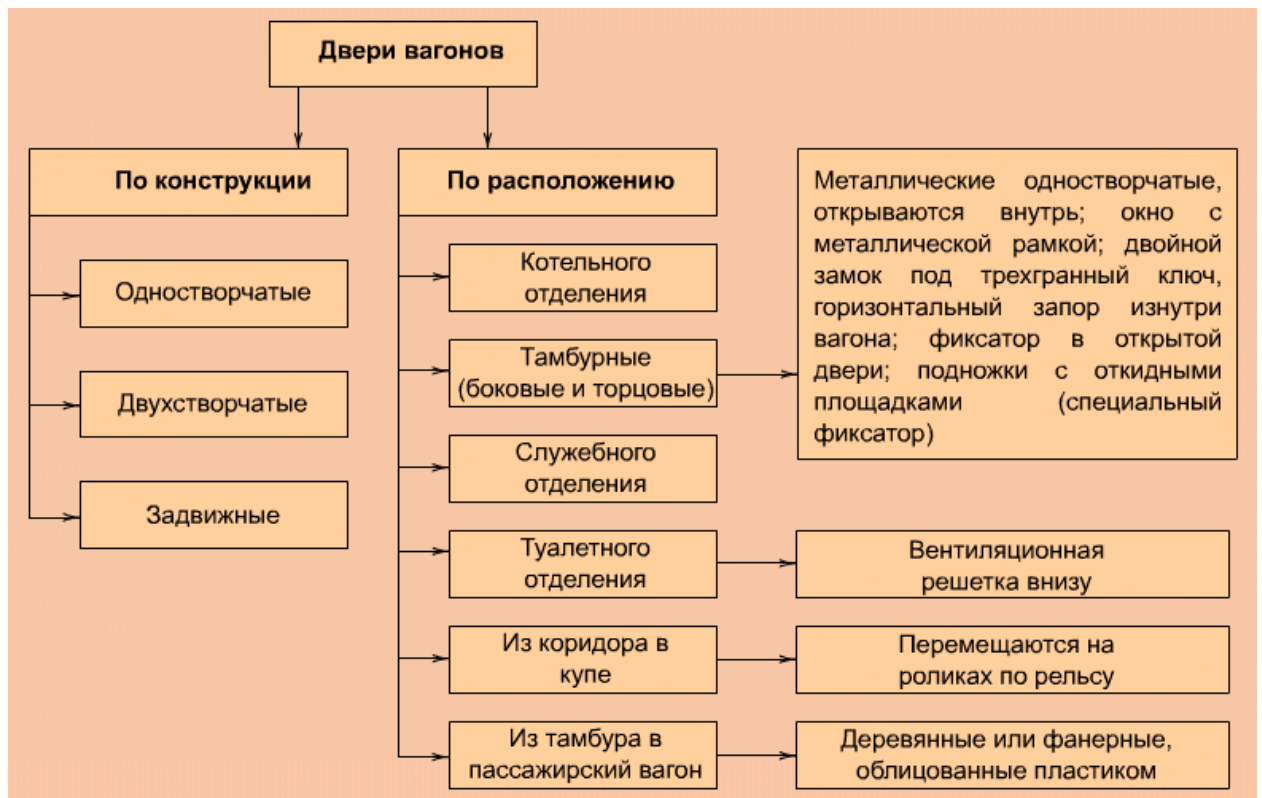 Двери вагонов
По конструкции
Одностворчатые
Двухстворчатые
Задвижные
По расположению
Котельного
отделения
Тамбурные
(боковые и торцовые)
Металлические одностворчатые,
открываются внутрь; окно с
металлической рамкой; двойной
замок под трехгранный ключ,
горизонтальный запор изнутри
вагона; фиксатор в открытой
двери; подножки с откидными
площадками (специальный
фиксатор)
Служебного
отделения
Туалетного
отделения
Вентиляционная
решетка внизу
Из коридора в
купе
Перемещаются на
роликах по рельсу
Из тамбура в
пассажирский вагон
Деревянные или фанерные,
облицованные пластиком